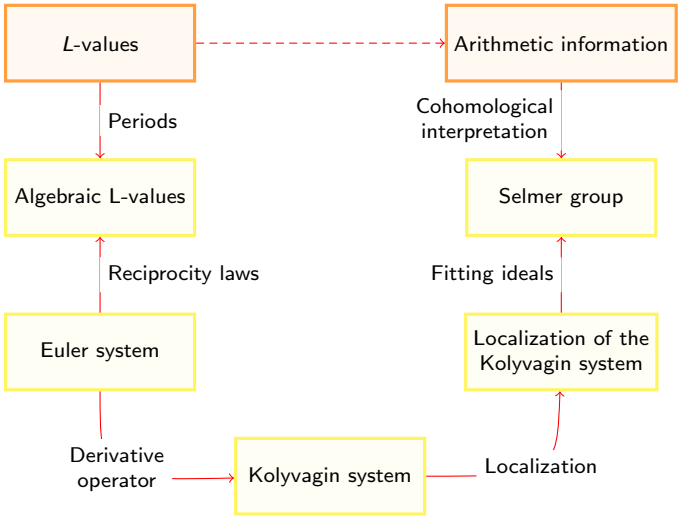 L-values
Arithmetic information
Periods
Cohomological
interpretation
Algebraic L-values
Selmer group
Reciprocity laws
Fitting ideals
Euler system
Localization of the
Kolyvagin system
Derivative
operator
Kolyvagin system
Localization